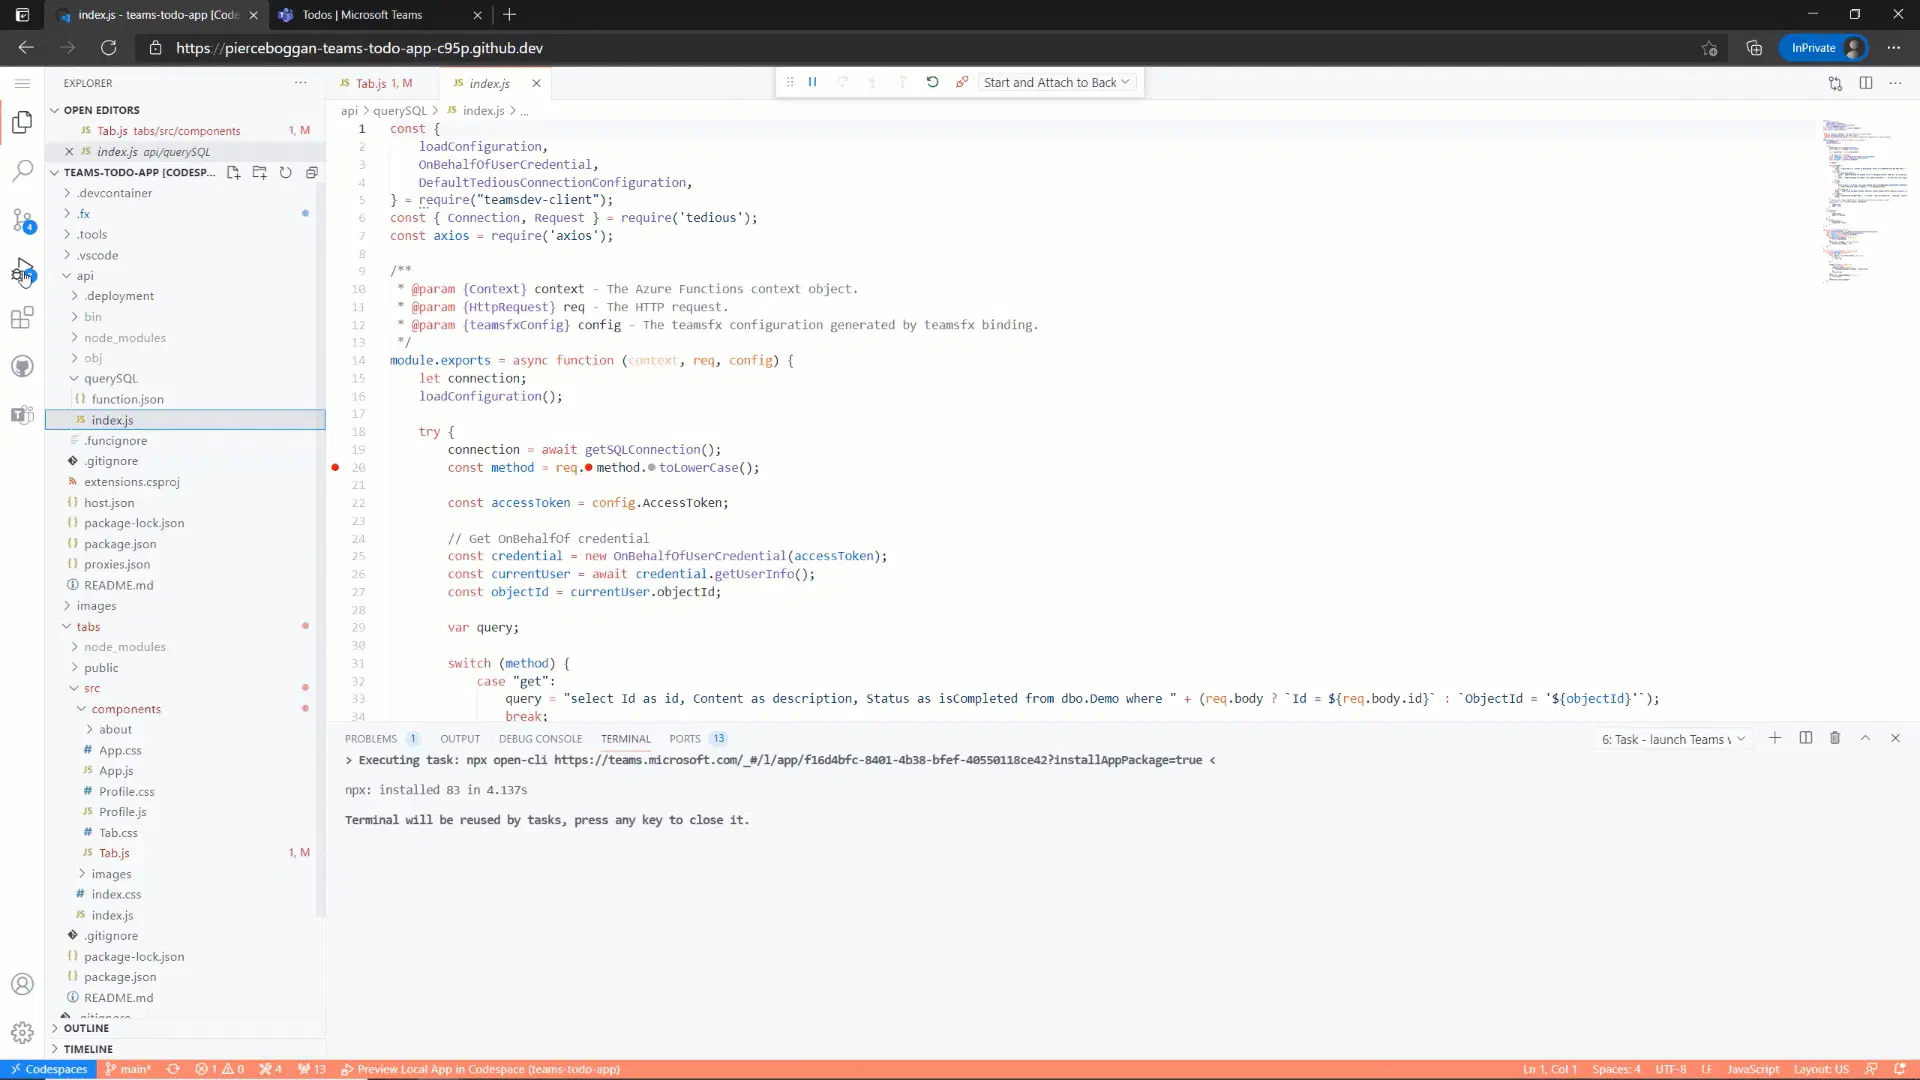 index.js - teams-todo-app [Code
Todos | Microsoft Teams
https://pierceboggan-teams-todo-app-c95p.github.dev
InPrivate
EXPLORER
OPEN EDITORS
JS Tab.js tabs/src/components 1, M
JS index.js api/querySQL
TEAMS-TODO-APP [CODESP...
.devcontainer
.fx
.tools
.vscode
api
.deployment
bin
node_modules
obj
querySQL
{} function.json
JS index.js
.funcignore
.gitignore
extensions.csproj
{} host.json
{} package-lock.json
{} package.json
{} proxies.json
README.md
images
tabs
node_modules
public
src
components
about
# App.css
JS App.js
# Profile.css
JS Profile.js
# Tab.css
JS Tab.js 1, M
images
# index.css
JS index.js
.gitignore
{} package-lock.json
{} package.json
README.md
.gitignore
OUTLINE
TIMELINE
4
JS Tab.js 1, M
JS index.js
Start and Attach to Back
api > querySQL > JS index.js > ...
1 const {
2 loadConfiguration,
3 OnBehalfOfUserCredential,
4 DefaultTediousConnectionConfiguration,
5 } = require("teamsdev-client");
6 const { Connection, Request } = require('tedious');
7 const axios = require('axios');
8
9 /**
10 * @param {Context} context - The Azure Functions context object.
11 * @param {HttpRequest} req - The HTTP request.
12 * @param {teamsfxConfig} config - The teamsfx configuration generated by teamsfx binding.
13 */
14 module.exports = async function (context, req, config) {
15 let connection;
16 loadConfiguration();
17
18 try {
19 connection = await getSQLConnection();
20 const method = req.method.toLowerCase();
21
22 const accessToken = config.AccessToken;
23
24 // Get OnBehalfOf credential
25 const credential = new OnBehalfOfUserCredential(accessToken);
26 const currentUser = await credential.getUserInfo();
27 const objectId = currentUser.objectId;
28
29 var query;
30
31 switch (method) {
32 case "get":
33 query = "select Id as id, Content as description, Status as isCompleted from dbo.Demo where " + (req.body ? `Id = ${req.body.id}` : `ObjectId = '${objectId}'`);
34 break;
PROBLEMS 1 OUTPUT DEBUG CONSOLE TERMINAL PORTS 13
6: Task - launch Teams
> Executing task: npx open-cli https://teams.microsoft.com/_#/l/app/f16d4bfc-8401-4b38-bfef-40550118ce42?installAppPackage=true <
npx: installed 83 in 4.137s
Terminal will be reused by tasks, press any key to close it.
Codespaces main* 1 0 4 13 Preview Local App in Codespace (teams-todo-app)
Ln 1, Col 1 Spaces: 4 UTF-8 LF JavaScript Layout: US